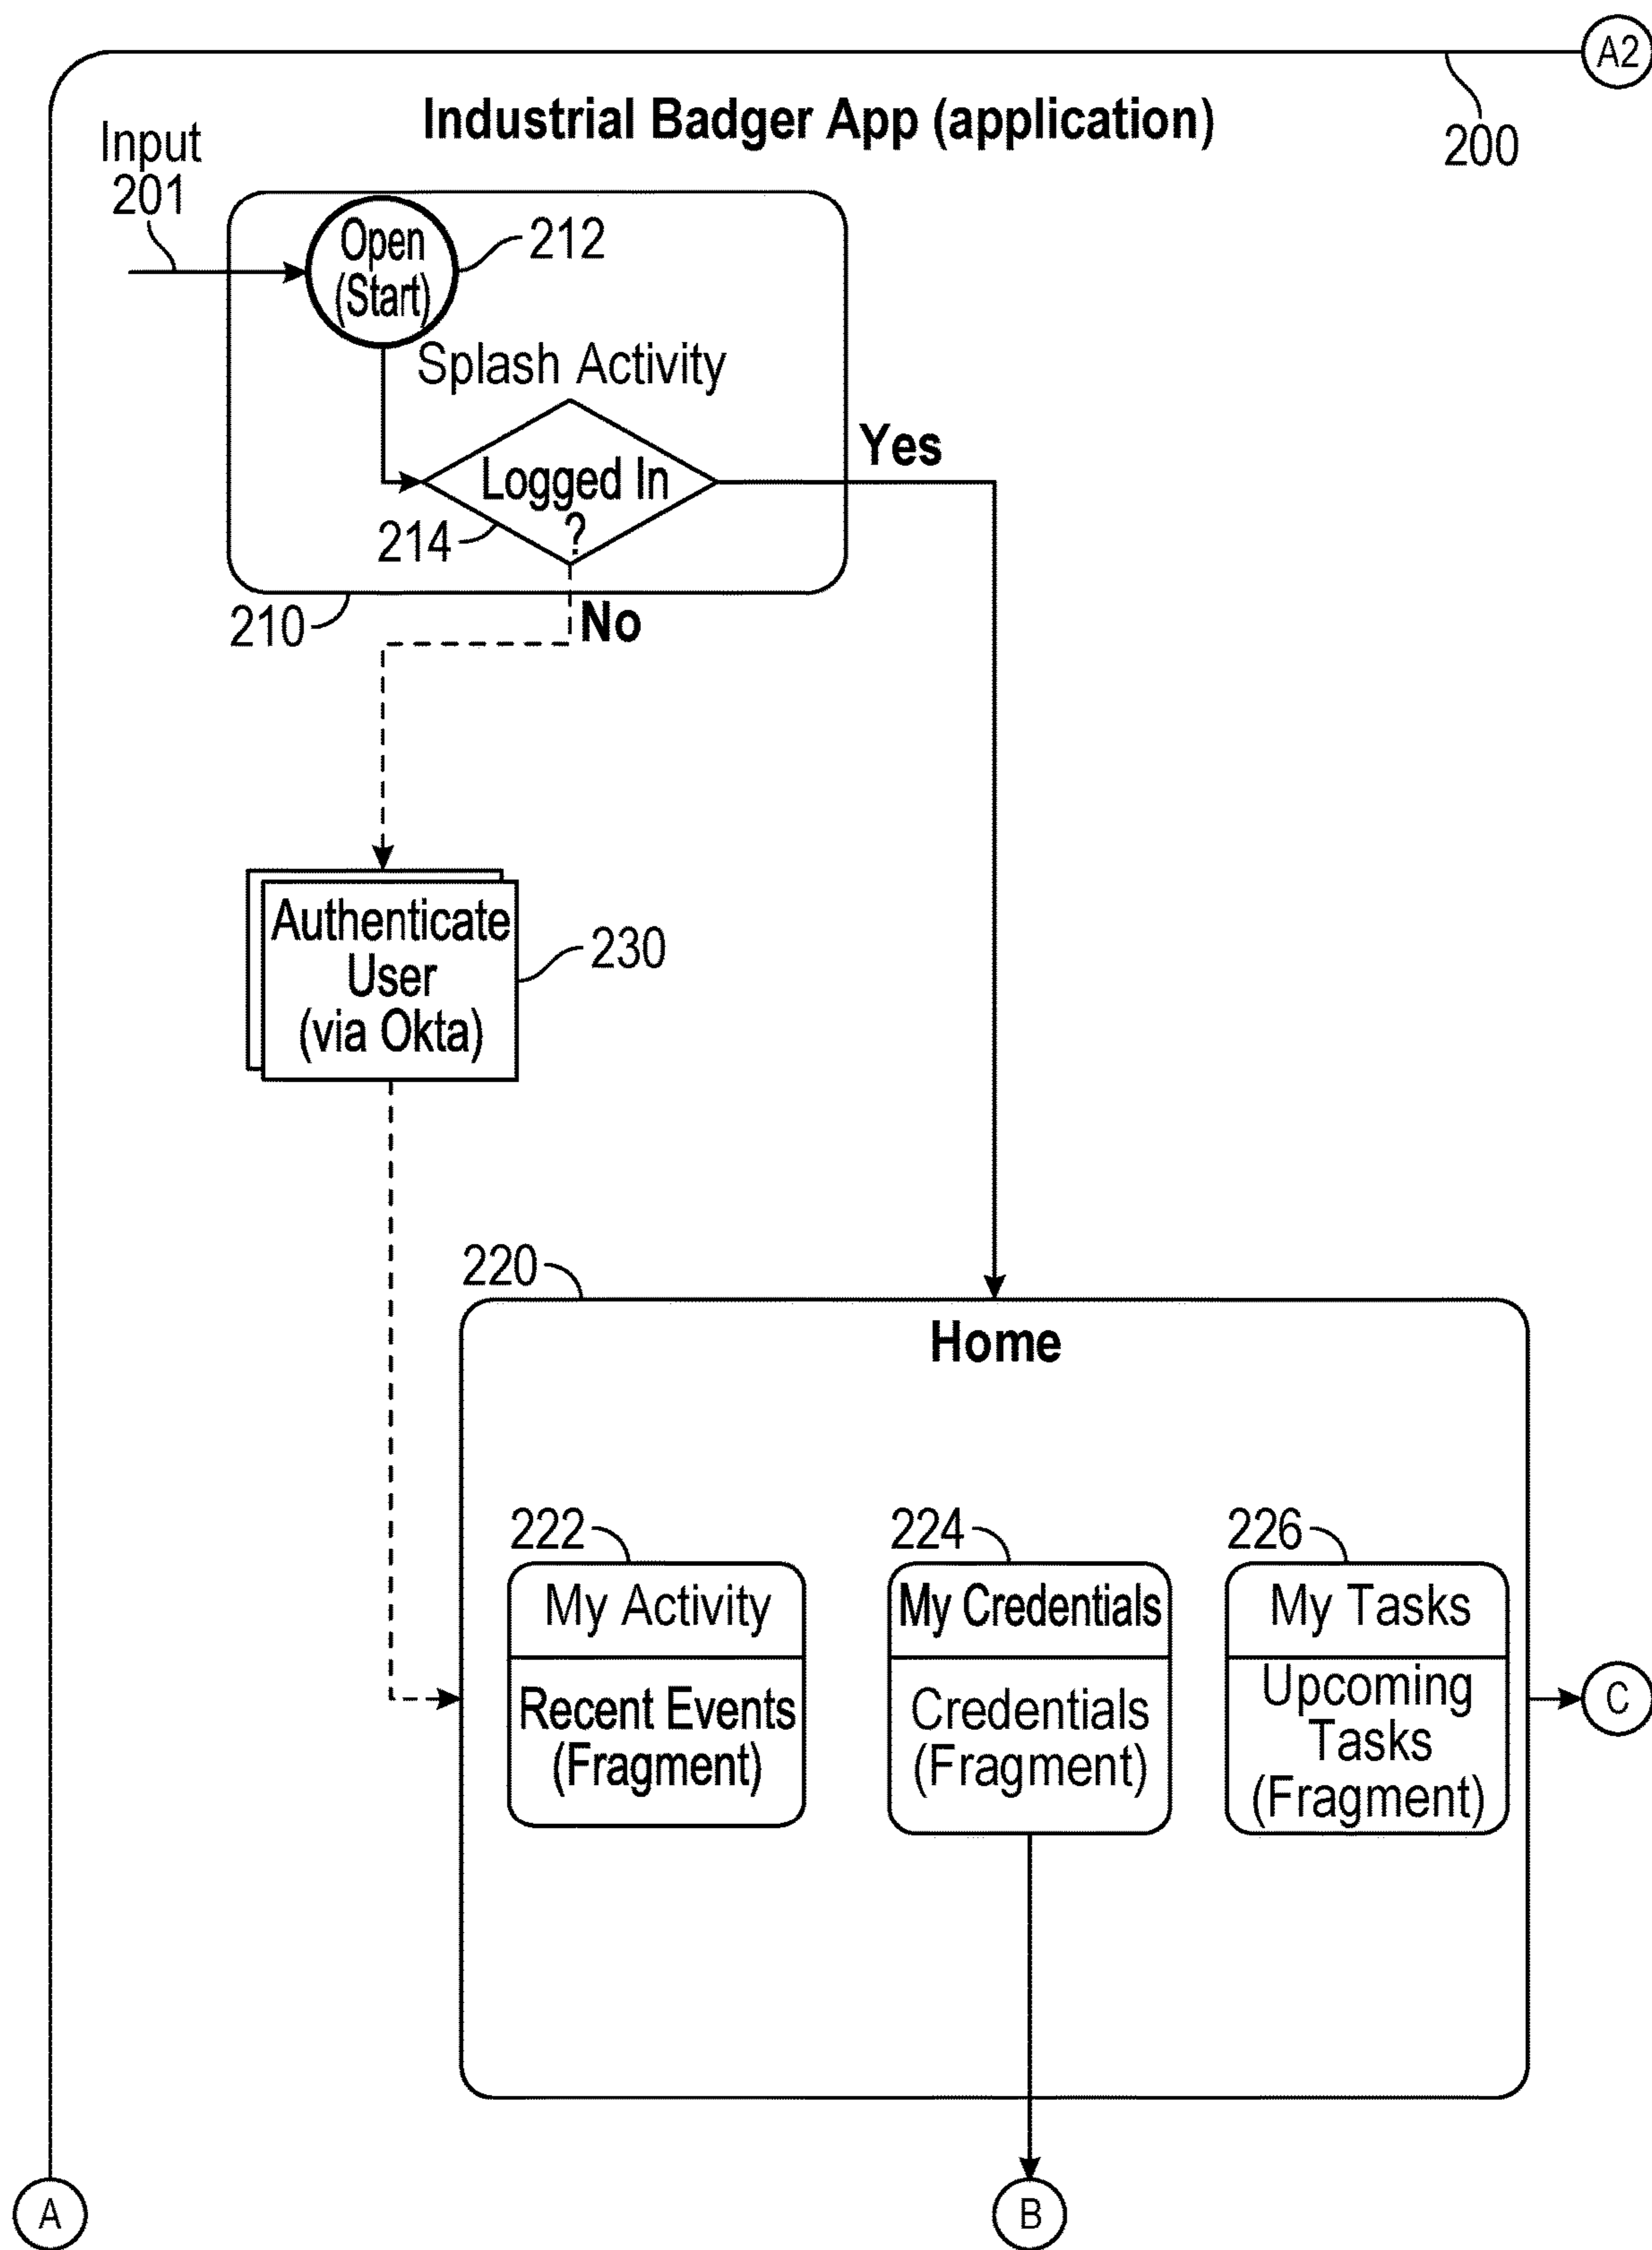 A2
Industrial Badger App (application)
200
Input
201
Open
(Start)
212
Splash Activity
Yes
Logged In
?
214
210
No
Authenticate
User
(via Okta)
230
220
Home
222
224
226
My Activity
My Credentials
My Tasks
Recent Events
(Fragment)
Credentials
(Fragment)
Upcoming
Tasks
(Fragment)
C
A
B